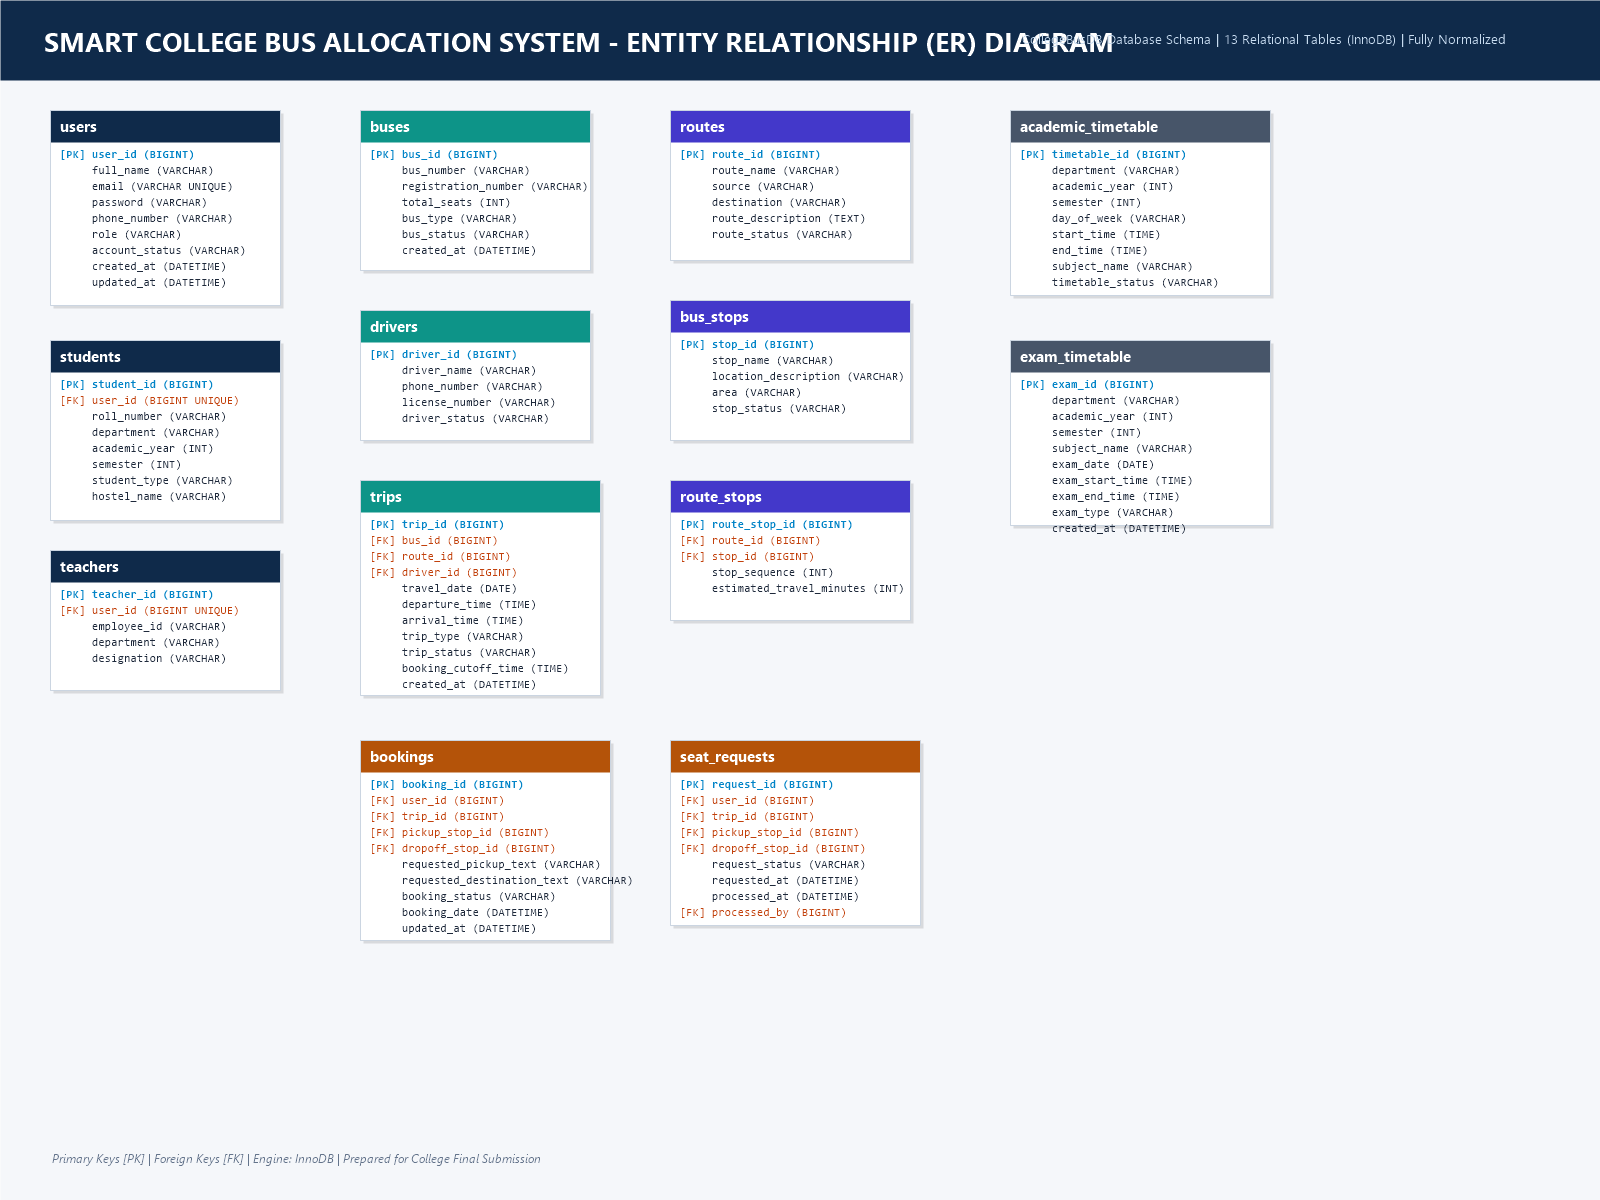 SMART COLLEGE BUS ALLOCATION SYSTEM - ENTITY RELATIONSHIP (ER) DIAGRAM
Database Schema | 13 Relational Tables (InnoDB) | Fully Normalized
users
[PK] user_id (BIGINT)
full_name (VARCHAR)
email (VARCHAR UNIQUE)
password (VARCHAR)
phone_number (VARCHAR)
role (VARCHAR)
account_status (VARCHAR)
created_at (DATETIME)
updated_at (DATETIME)
students
[PK] student_id (BIGINT)
[FK] user_id (BIGINT UNIQUE)
roll_number (VARCHAR)
department (VARCHAR)
academic_year (INT)
semester (INT)
student_type (VARCHAR)
hostel_name (VARCHAR)
teachers
[PK] teacher_id (BIGINT)
[FK] user_id (BIGINT UNIQUE)
employee_id (VARCHAR)
department (VARCHAR)
designation (VARCHAR)
buses
[PK] bus_id (BIGINT)
bus_number (VARCHAR)
registration_number (VARCHAR)
total_seats (INT)
bus_type (VARCHAR)
bus_status (VARCHAR)
created_at (DATETIME)
drivers
[PK] driver_id (BIGINT)
driver_name (VARCHAR)
phone_number (VARCHAR)
license_number (VARCHAR)
driver_status (VARCHAR)
trips
[PK] trip_id (BIGINT)
[FK] bus_id (BIGINT)
[FK] route_id (BIGINT)
[FK] driver_id (BIGINT)
travel_date (DATE)
departure_time (TIME)
arrival_time (TIME)
trip_type (VARCHAR)
trip_status (VARCHAR)
booking_cutoff_time (TIME)
created_at (DATETIME)
bookings
[PK] booking_id (BIGINT)
[FK] user_id (BIGINT)
[FK] trip_id (BIGINT)
[FK] pickup_stop_id (BIGINT)
[FK] dropoff_stop_id (BIGINT)
requested_pickup_text (VARCHAR)
requested_destination_text (VARCHAR)
booking_status (VARCHAR)
booking_date (DATETIME)
updated_at (DATETIME)
routes
[PK] route_id (BIGINT)
route_name (VARCHAR)
source (VARCHAR)
destination (VARCHAR)
route_description (TEXT)
route_status (VARCHAR)
bus_stops
[PK] stop_id (BIGINT)
stop_name (VARCHAR)
location_description (VARCHAR)
area (VARCHAR)
stop_status (VARCHAR)
route_stops
[PK] route_stop_id (BIGINT)
[FK] route_id (BIGINT)
[FK] stop_id (BIGINT)
stop_sequence (INT)
estimated_travel_minutes (INT)
seat_requests
[PK] request_id (BIGINT)
[FK] user_id (BIGINT)
[FK] trip_id (BIGINT)
[FK] pickup_stop_id (BIGINT)
[FK] dropoff_stop_id (BIGINT)
request_status (VARCHAR)
requested_at (DATETIME)
processed_at (DATETIME)
[FK] processed_by (BIGINT)
academic_timetable
[PK] timetable_id (BIGINT)
department (VARCHAR)
academic_year (INT)
semester (INT)
day_of_week (VARCHAR)
start_time (TIME)
end_time (TIME)
subject_name (VARCHAR)
timetable_status (VARCHAR)
exam_timetable
[PK] exam_id (BIGINT)
department (VARCHAR)
academic_year (INT)
semester (INT)
subject_name (VARCHAR)
exam_date (DATE)
exam_start_time (TIME)
exam_end_time (TIME)
exam_type (VARCHAR)
created_at (DATETIME)
Primary Keys [PK] | Foreign Keys [FK] | Engine: InnoDB | Prepared for College Final Submission